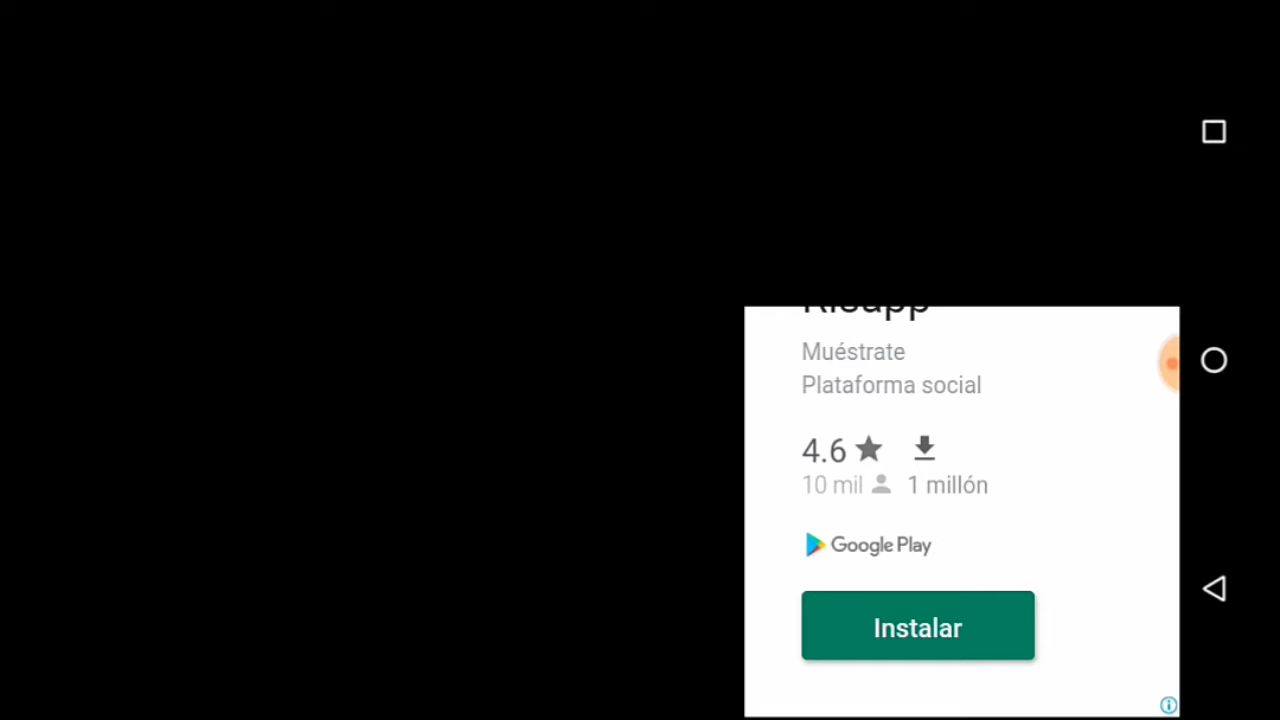 Muéstrate
Plataforma social
4.6
10 mil 1 millón
Google Play
Instalar